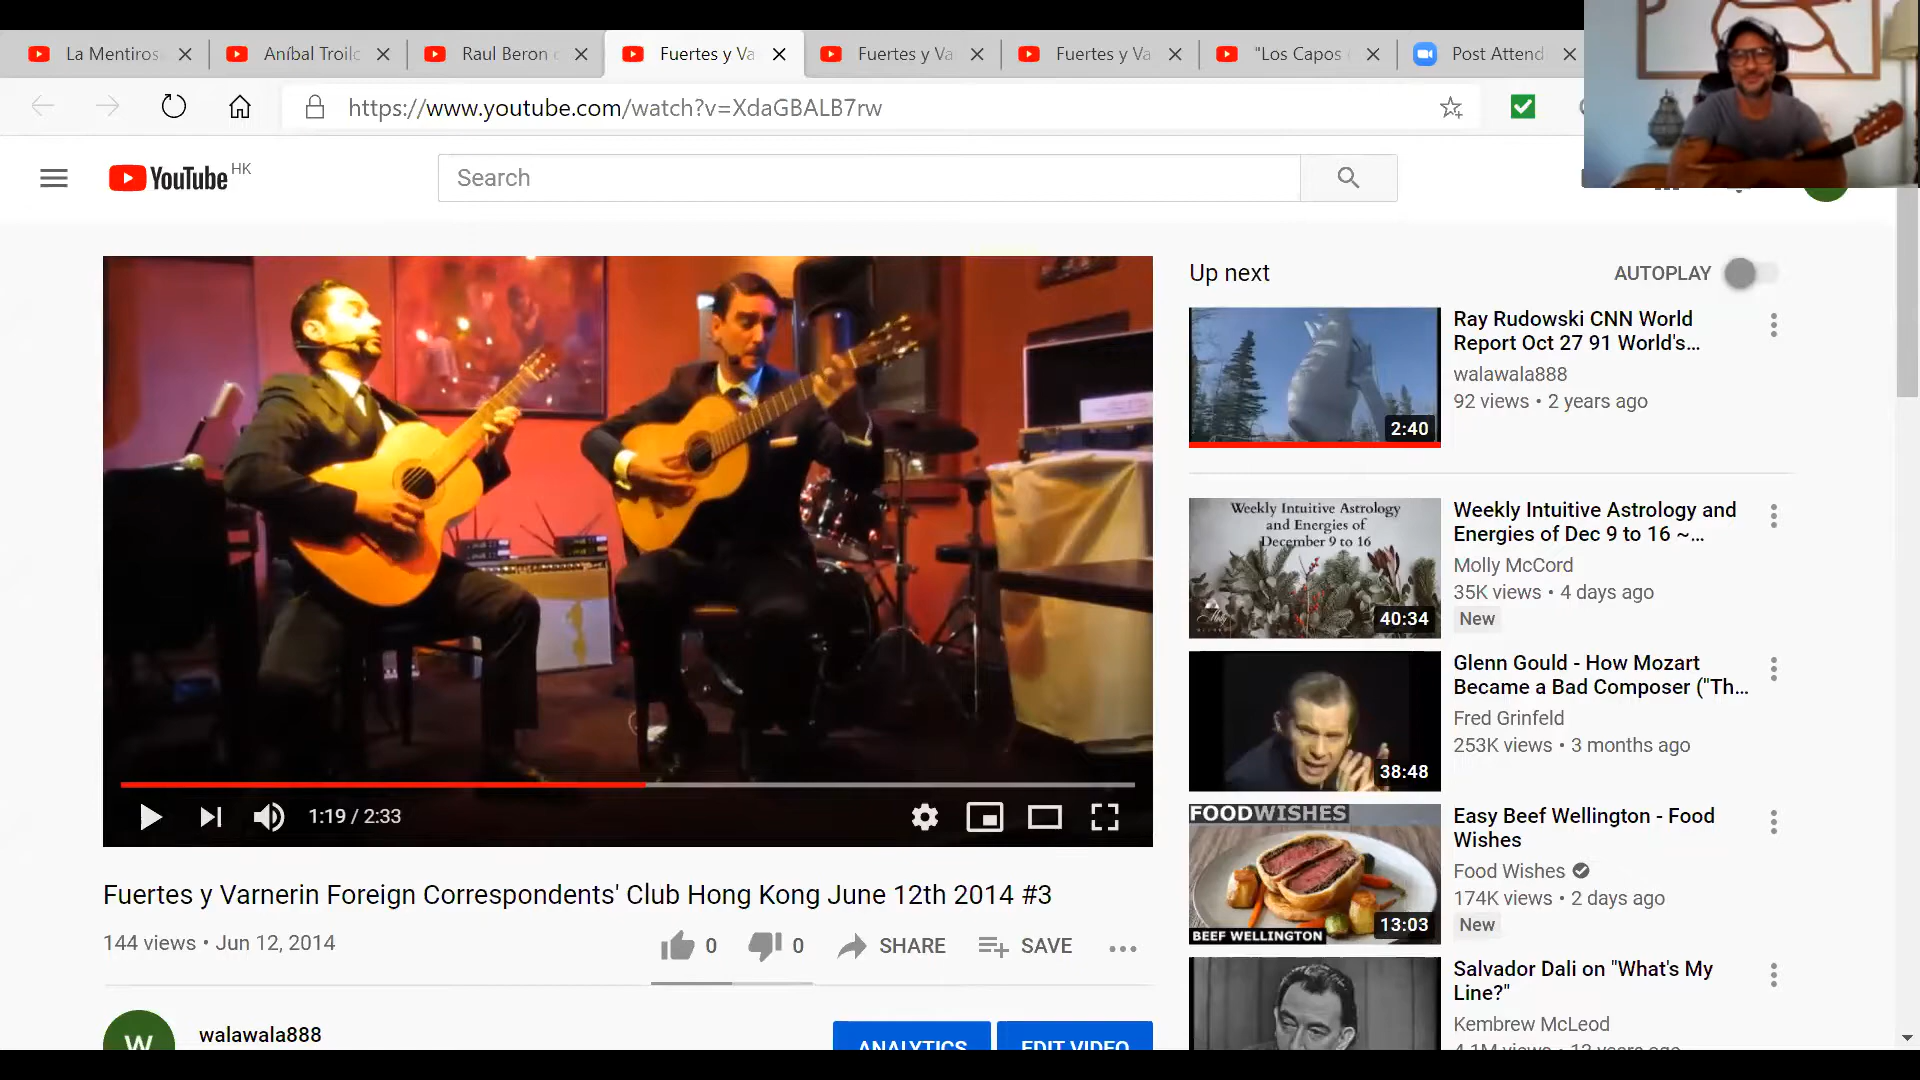 La Mentiros
Aníbal Troilo
Raul Beron c
Fuertes y Va
Fuertes y Va
Fuertes y Va
"Los Capos
Post Attend
https://www.youtube.com/watch?v=XdaGBALB7rw
YouTube HK
Search
Up next
AUTOPLAY
Ray Rudowski CNN World
Report Oct 27 91 World's...
walawala888
92 views • 2 years ago
2:40
Weekly Intuitive Astrology
and Energies of
December 9 to 16
40:34
Weekly Intuitive Astrology and
Energies of Dec 9 to 16 ~...
Molly McCord
35K views • 4 days ago
New
38:48
Glenn Gould - How Mozart
Became a Bad Composer ("Th...
Fred Grinfeld
253K views • 3 months ago
FOODWISHES
BEEF WELLINGTON
13:03
Easy Beef Wellington - Food
Wishes
Food Wishes
174K views • 2 days ago
New
Salvador Dali on "What's My
Line?"
Kembrew McLeod
4.1M views • 13 years ago
1:19 / 2:33
Fuertes y Varnerin Foreign Correspondents' Club Hong Kong June 12th 2014 #3
144 views • Jun 12, 2014
0
0
SHARE
SAVE
W
walawala888
ANALYTICS
EDIT VIDEO